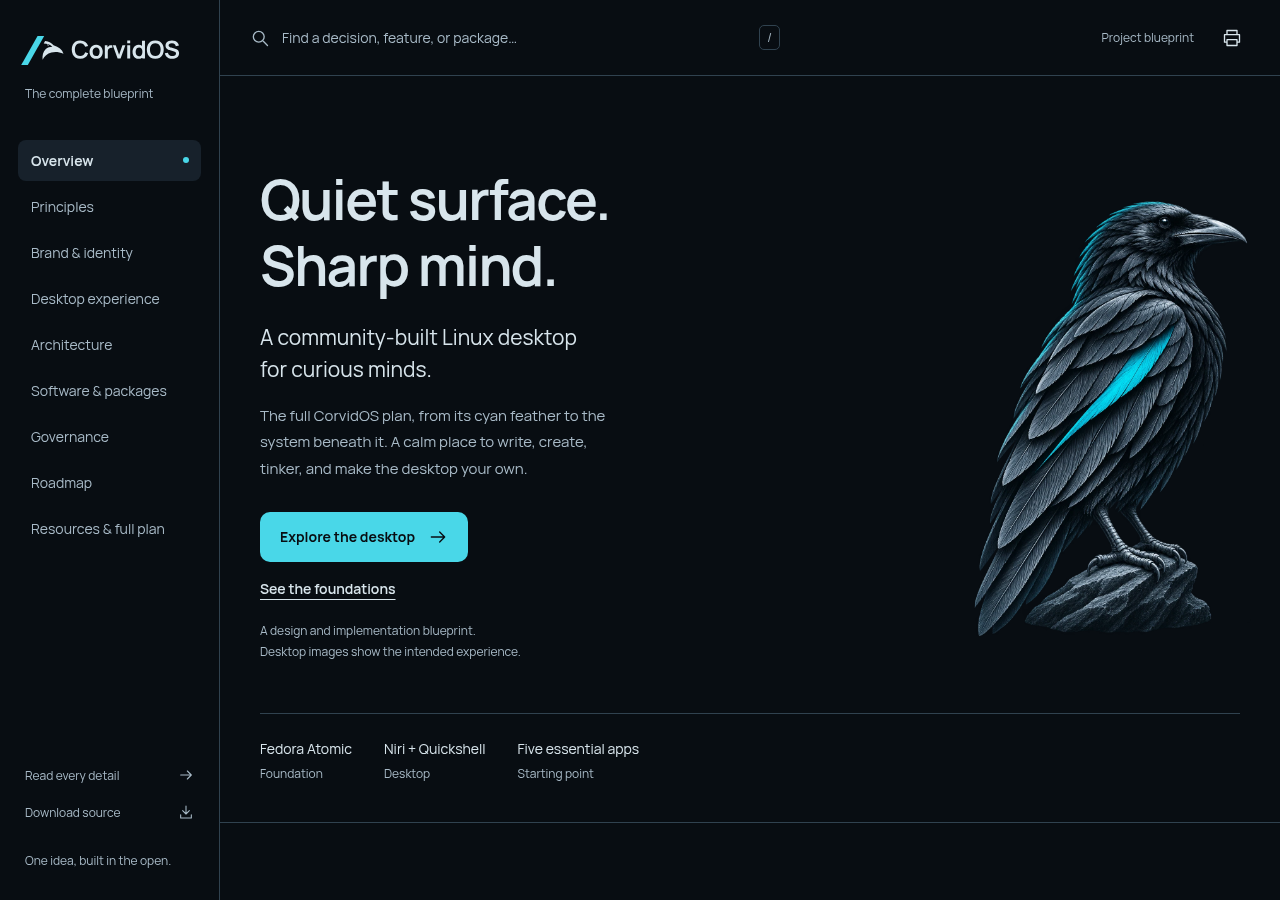 CorvidOS
The complete blueprint
Overview
Principles
Brand & identity
Desktop experience
Architecture
Software & packages
Governance
Roadmap
Resources & full plan
Read every detail
Download source
One idea, built in the open.
Find a decision, feature, or package...
/
Project blueprint
Quiet surface.
Sharp mind.
A community-built Linux desktop
for curious minds.
The full CorvidOS plan, from its cyan feather to the
system beneath it. A calm place to write, create,
tinker, and make the desktop your own.
Explore the desktop
See the foundations
A design and implementation blueprint.
Desktop images show the intended experience.
Fedora Atomic
Foundation
Niri + Quickshell
Desktop
Five essential apps
Starting point